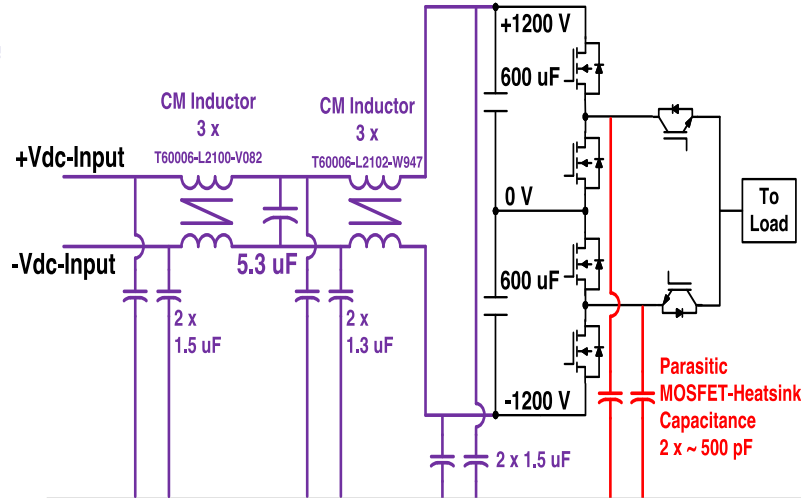 +1200 V
600 uF
CM Inductor
3 x
T60006-L2100-V082
CM Inductor
3 x
T60006-L2102-W947
+Vdc-Input
0 V
To
Load
-Vdc-Input
5.3 uF
600 uF
2 x
1.5 uF
2 x
1.3 uF
-1200 V
2 x 1.5 uF
Parasitic
MOSFET-Heatsink
Capacitance
2 x ~ 500 pF